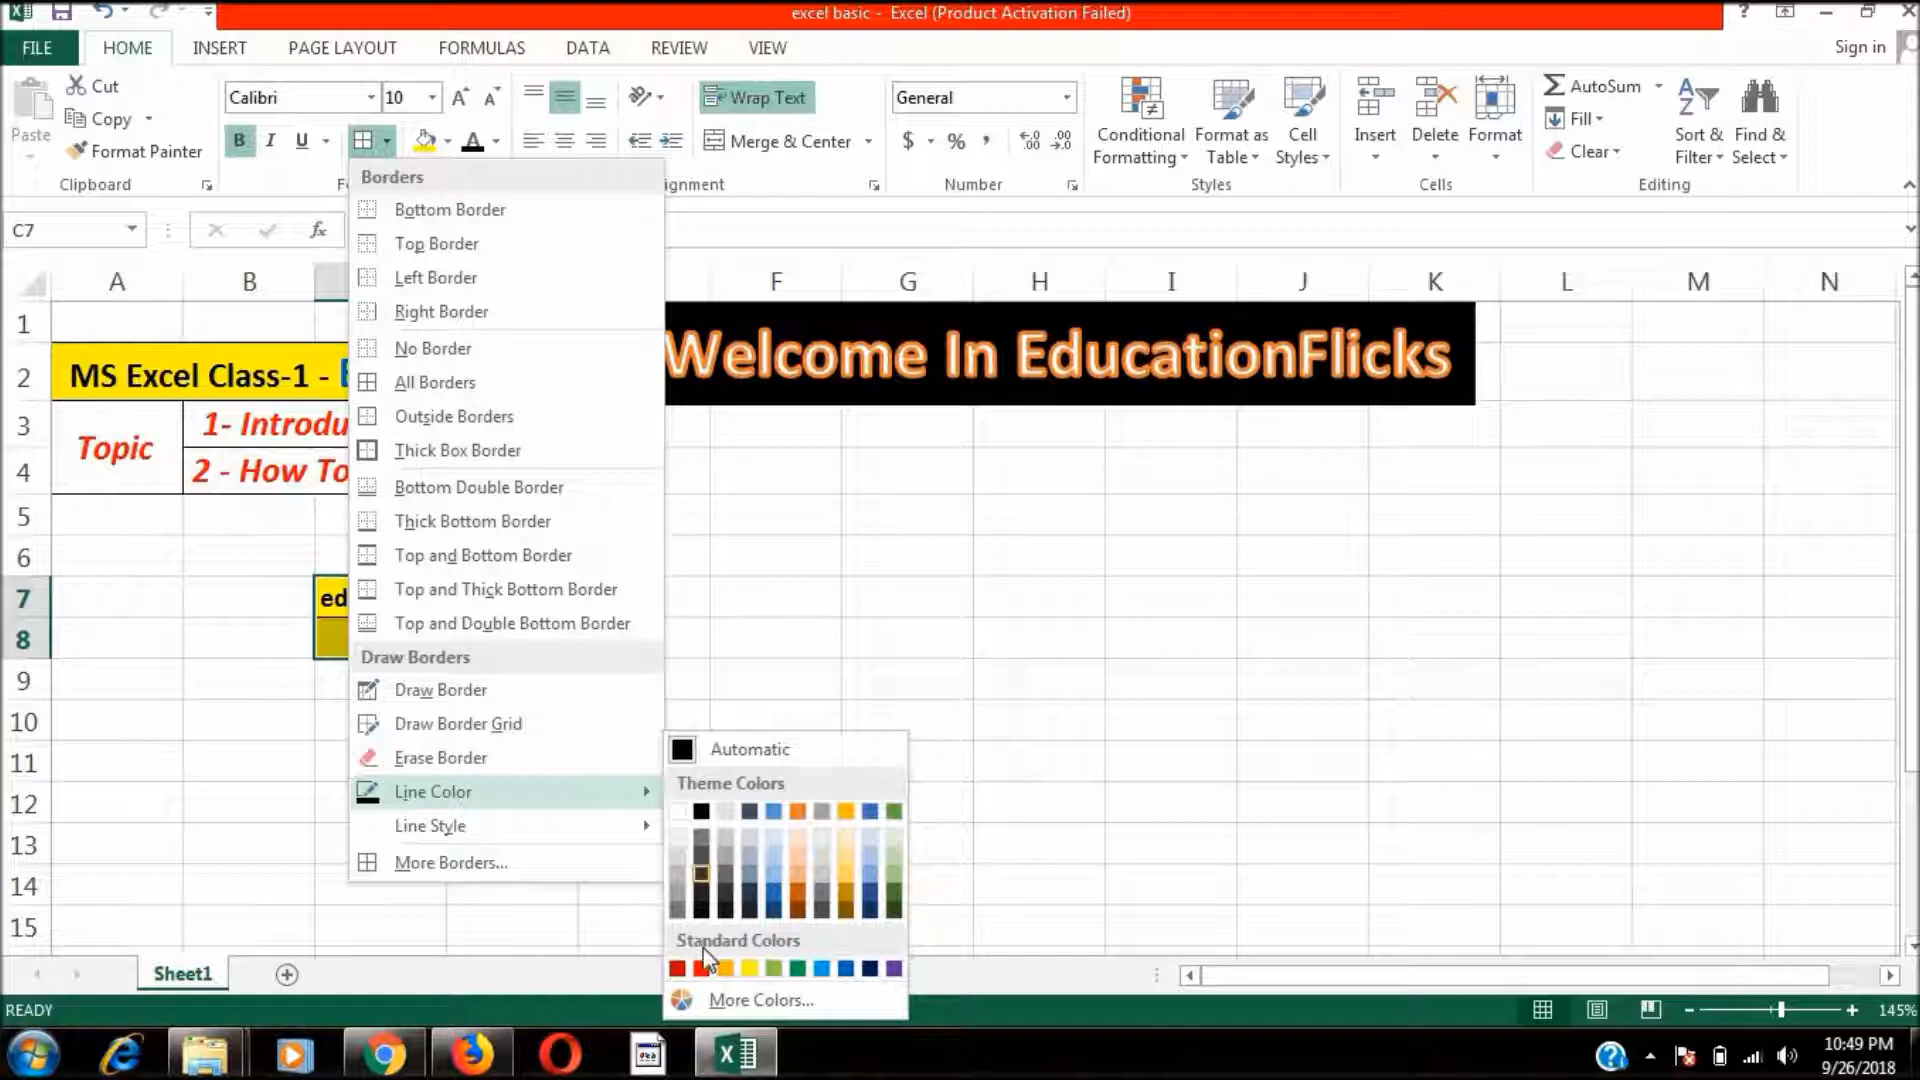 excel basic - Excel (Product Activation Failed)
FILE HOME INSERT PAGE LAYOUT FORMULAS DATA REVIEW VIEW Sign in
Paste
Cut
Copy
Format Painter
Clipboard
Calibri 10
B I U
Wrap Text
Merge & Center
General
$ %
Number
Conditional Formatting
Format as Table
Cell Styles
Styles
Insert
Delete
Format
Cells
AutoSum
Fill
Clear
Sort & Filter
Find & Select
Editing
C7
fx
Borders
Bottom Border
Top Border
Left Border
Right Border
No Border
All Borders
Outside Borders
Thick Box Border
Bottom Double Border
Thick Bottom Border
Top and Bottom Border
Top and Thick Bottom Border
Top and Double Bottom Border
Draw Borders
Draw Border
Draw Border Grid
Erase Border
Line Color
Line Style
More Borders...
Automatic
Theme Colors
Standard Colors
More Colors...
A B F G H I J K L M N
1
2
3
4
5
6
7
8
9
10
11
12
13
14
15
MS Excel Class-1 -
Welcome In EducationFlicks
Topic
1-
2 - How To
Sheet1
READY
145%
10:49 PM
9/26/2018